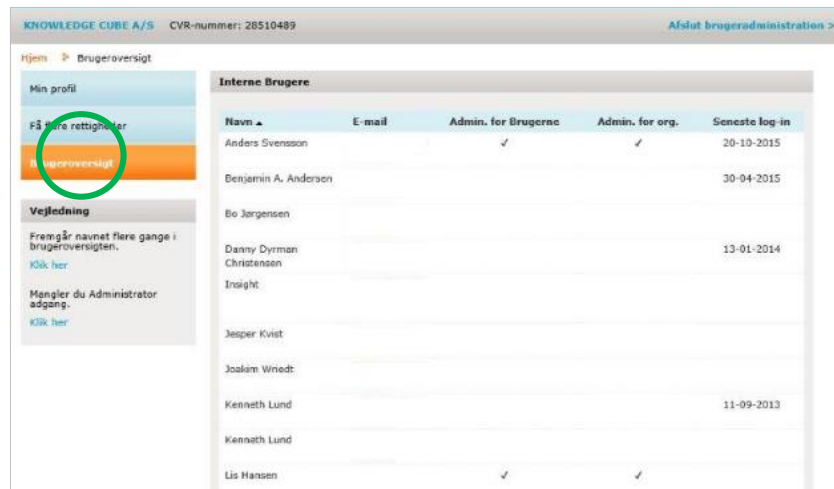 KNOWLEDGE CUBE A/S CVR-nummer: 28510489 Afslut brugeradministration >
Hjem Brugeroversigt
Min profil
Få flere rettigheder
Brugeroversigt
Vejledning
Fremgår navnet flere gange i
brugeroversigten.
Klik her
Mangler du Administrator
adgang.
Klik her
Interne Brugere
Navn ▲ E-mail Admin. for Brugerne Admin. for org. Seneste log-in
Anders Svensson ✓ ✓ 20-10-2015
Benjamin A. Andersen 30-04-2015
Bo Jørgensen
Danny Dyrman 13-01-2014
Christensen
Insight
Jesper Kvist
Joakim Wriedt
Kenneth Lund 11-09-2013
Kenneth Lund
Lis Hansen ✓ ✓